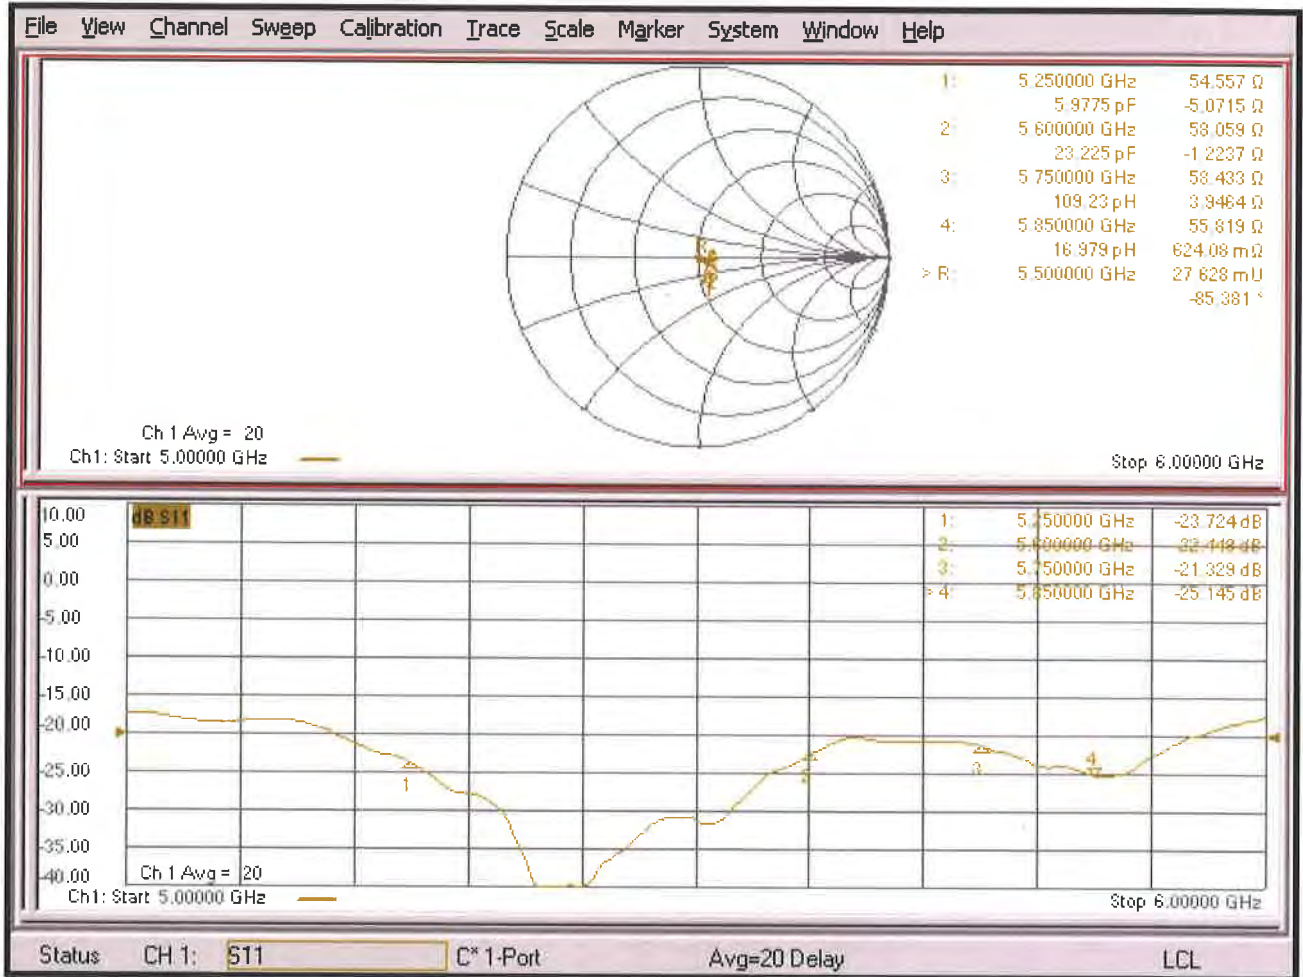 File View Channel Sweep Calibration Trace Scale Marker System Window Help
1: 5.250000 GHz 54.557 Ω
5.9775 pF -5.0715 Ω
2: 5.600000 GHz 58.059 Ω
23.225 pF -1.2237 Ω
3: 5.750000 GHz 58.433 Ω
109.23 pH 3.9464 Ω
4: 5.850000 GHz 55.819 Ω
16.979 pH 624.08 mΩ
> R: 5.500000 GHz 27.628 mU
-85.381 °
R
Ch 1 Avg = 20
Ch1: Start 5.00000 GHz
Stop 6.00000 GHz
10.00
5.00
0.00
-5.00
-10.00
-15.00
-20.00
-25.00
-30.00
-35.00
-40.00
dB S11
1: 5.250000 GHz -23.724 dB
2: 5.600000 GHz -22.448 dB
3: 5.750000 GHz -21.329 dB
> 4: 5.850000 GHz -25.145 dB
1
2
3
4
Ch 1 Avg = 20
Ch1: Start 5.00000 GHz
Stop 6.00000 GHz
Status CH 1: S11 C* 1-Port Avg=20 Delay LCL